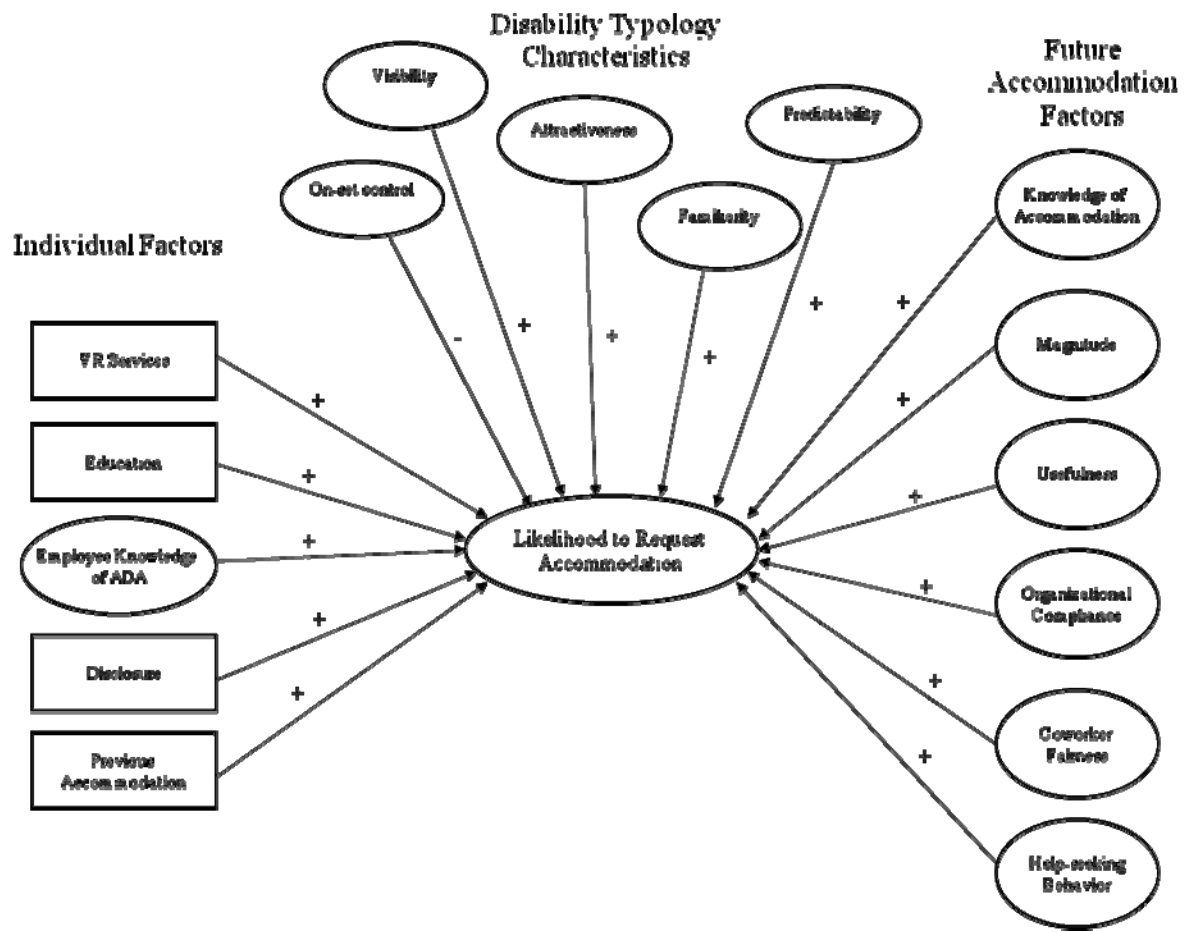 Disability Typology
Characteristics
Future
Accommodation
Factors
Individual Factors
Visibility
Attractiveness
Predictability
On-set control
Familiarity
Knowledge of
Accommodation
Magnitude
Usefulness
Organizational
Compliance
Coworker
Fairness
Help-seeking
Behavior
VR Services
Education
Employee Knowledge
of ADA
Disclosure
Previous
Accommodation
Likelihood to Request
Accommodation
+
+
+
+
+
-
+
+
+
+
+
+
+
+
+
+